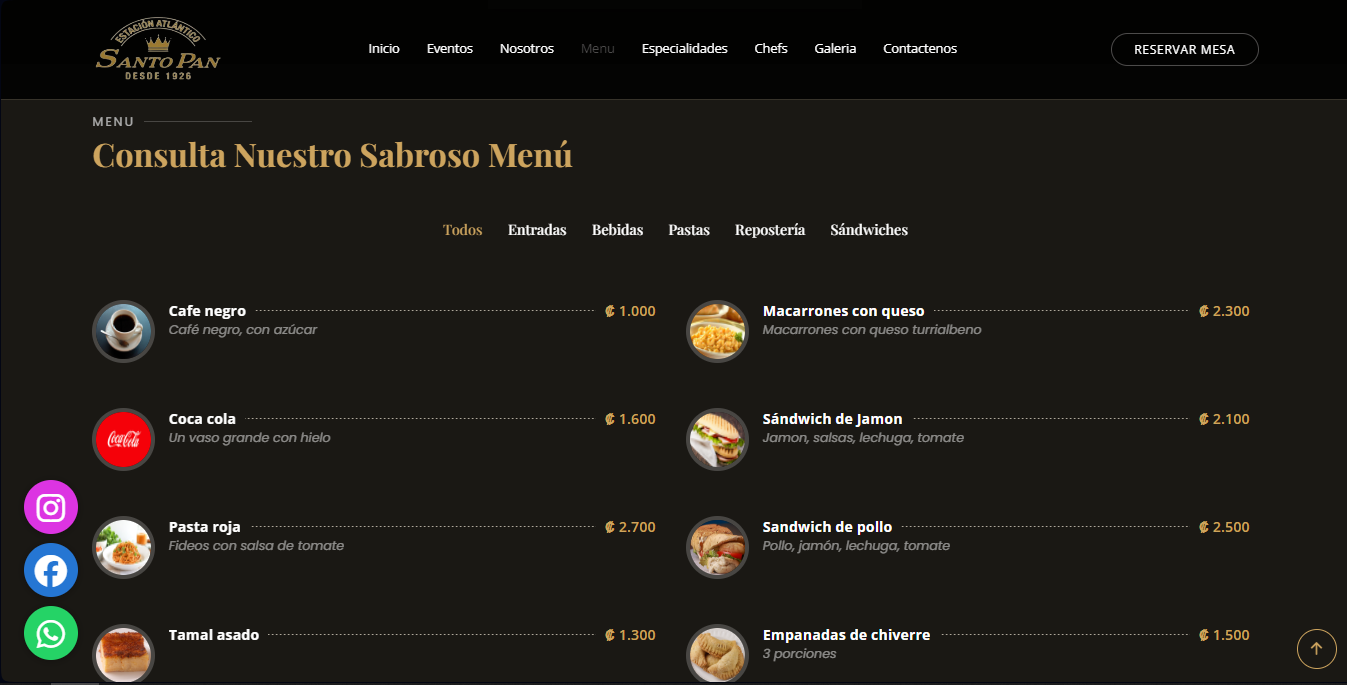 ESTACIÓN ATLÁNTICO
SANTO PAN
DESDE 1926
Inicio Eventos Nosotros Menu Especialidades Chefs Galeria Contactenos
RESERVAR MESA
MENU
Consulta Nuestro Sabroso Menú
Todos Entradas Bebidas Pastas Repostería Sándwiches
Cafe negro ₡ 1.000
Café negro, con azúcar
Macarrones con queso ₡ 2.300
Macarrones con queso turrialbeno
Coca cola ₡ 1.600
Un vaso grande con hielo
Coca-Cola
Sándwich de Jamon ₡ 2.100
Jamon, salsas, lechuga, tomate
Pasta roja ₡ 2.700
Fideos con salsa de tomate
Sandwich de pollo ₡ 2.500
Pollo, jamón, lechuga, tomate
Tamal asado ₡ 1.300
Empanadas de chiverre ₡ 1.500
3 porciones